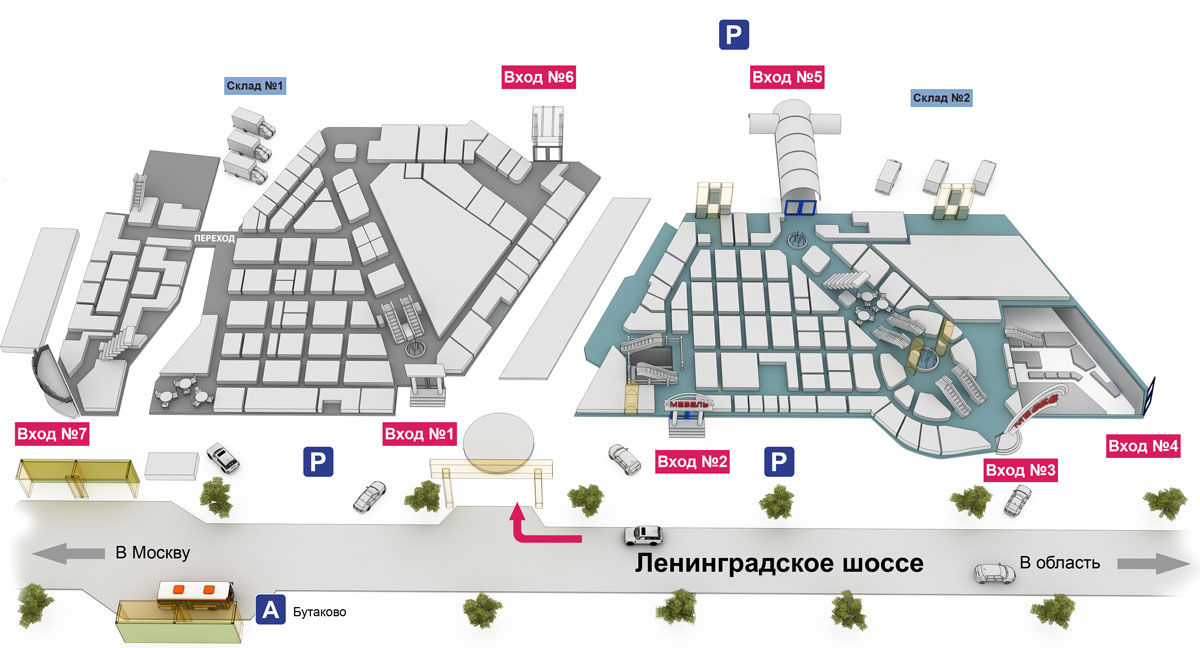 P
Склад №1
Вход №6
Вход №5
Склад №2
ПЕРЕХОД
МЕБЕЛЬ
Вход №7
P
Вход №1
Вход №2
P
Вход №3
Вход №4
В Москву
Ленинградское шоссе
В область
А
Бутаково